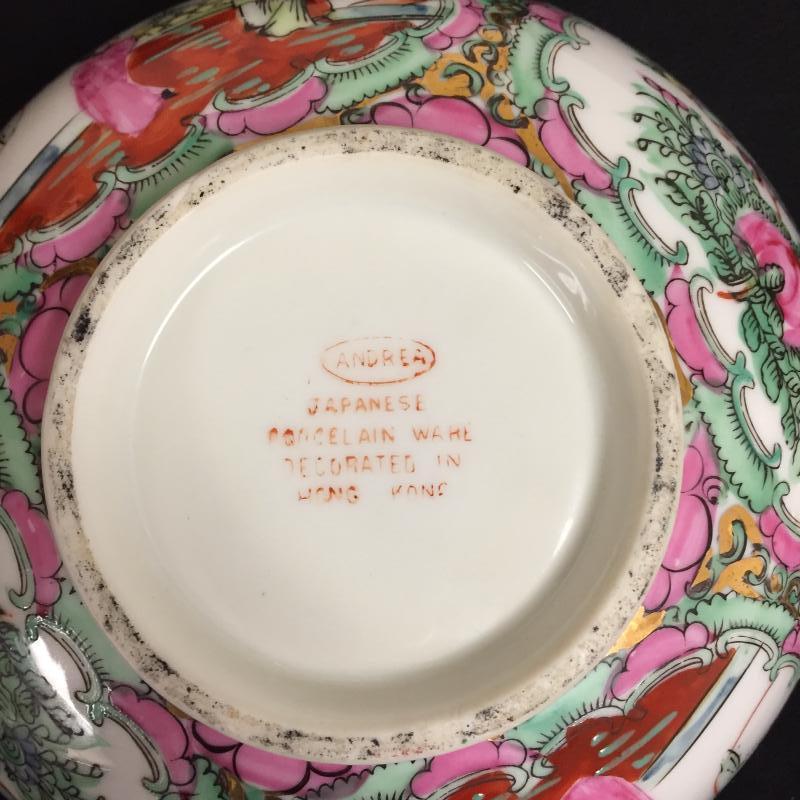 ANDREA
JAPANESE
PORCELAIN WARE
DECORATED IN
HONG KONG